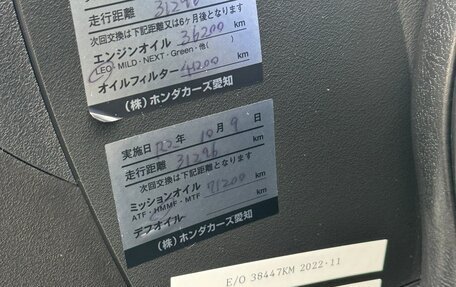 走行距離 31296 km
次回交換は下記距離又は6ヶ月後となります
エンジンオイル 36200 km
LEO・MILD・NEXT・Green・他( )
オイルフィルター 41200 km
(株)ホンダカーズ愛知
実施日 R2年 10月 9日
走行距離 31296 km
次回交換は下記距離となります
ミッションオイル 71200 km
ATF・HMMF・MTF
デフオイル km
(株)ホンダカーズ愛知
E/O 38447KM 2022・11